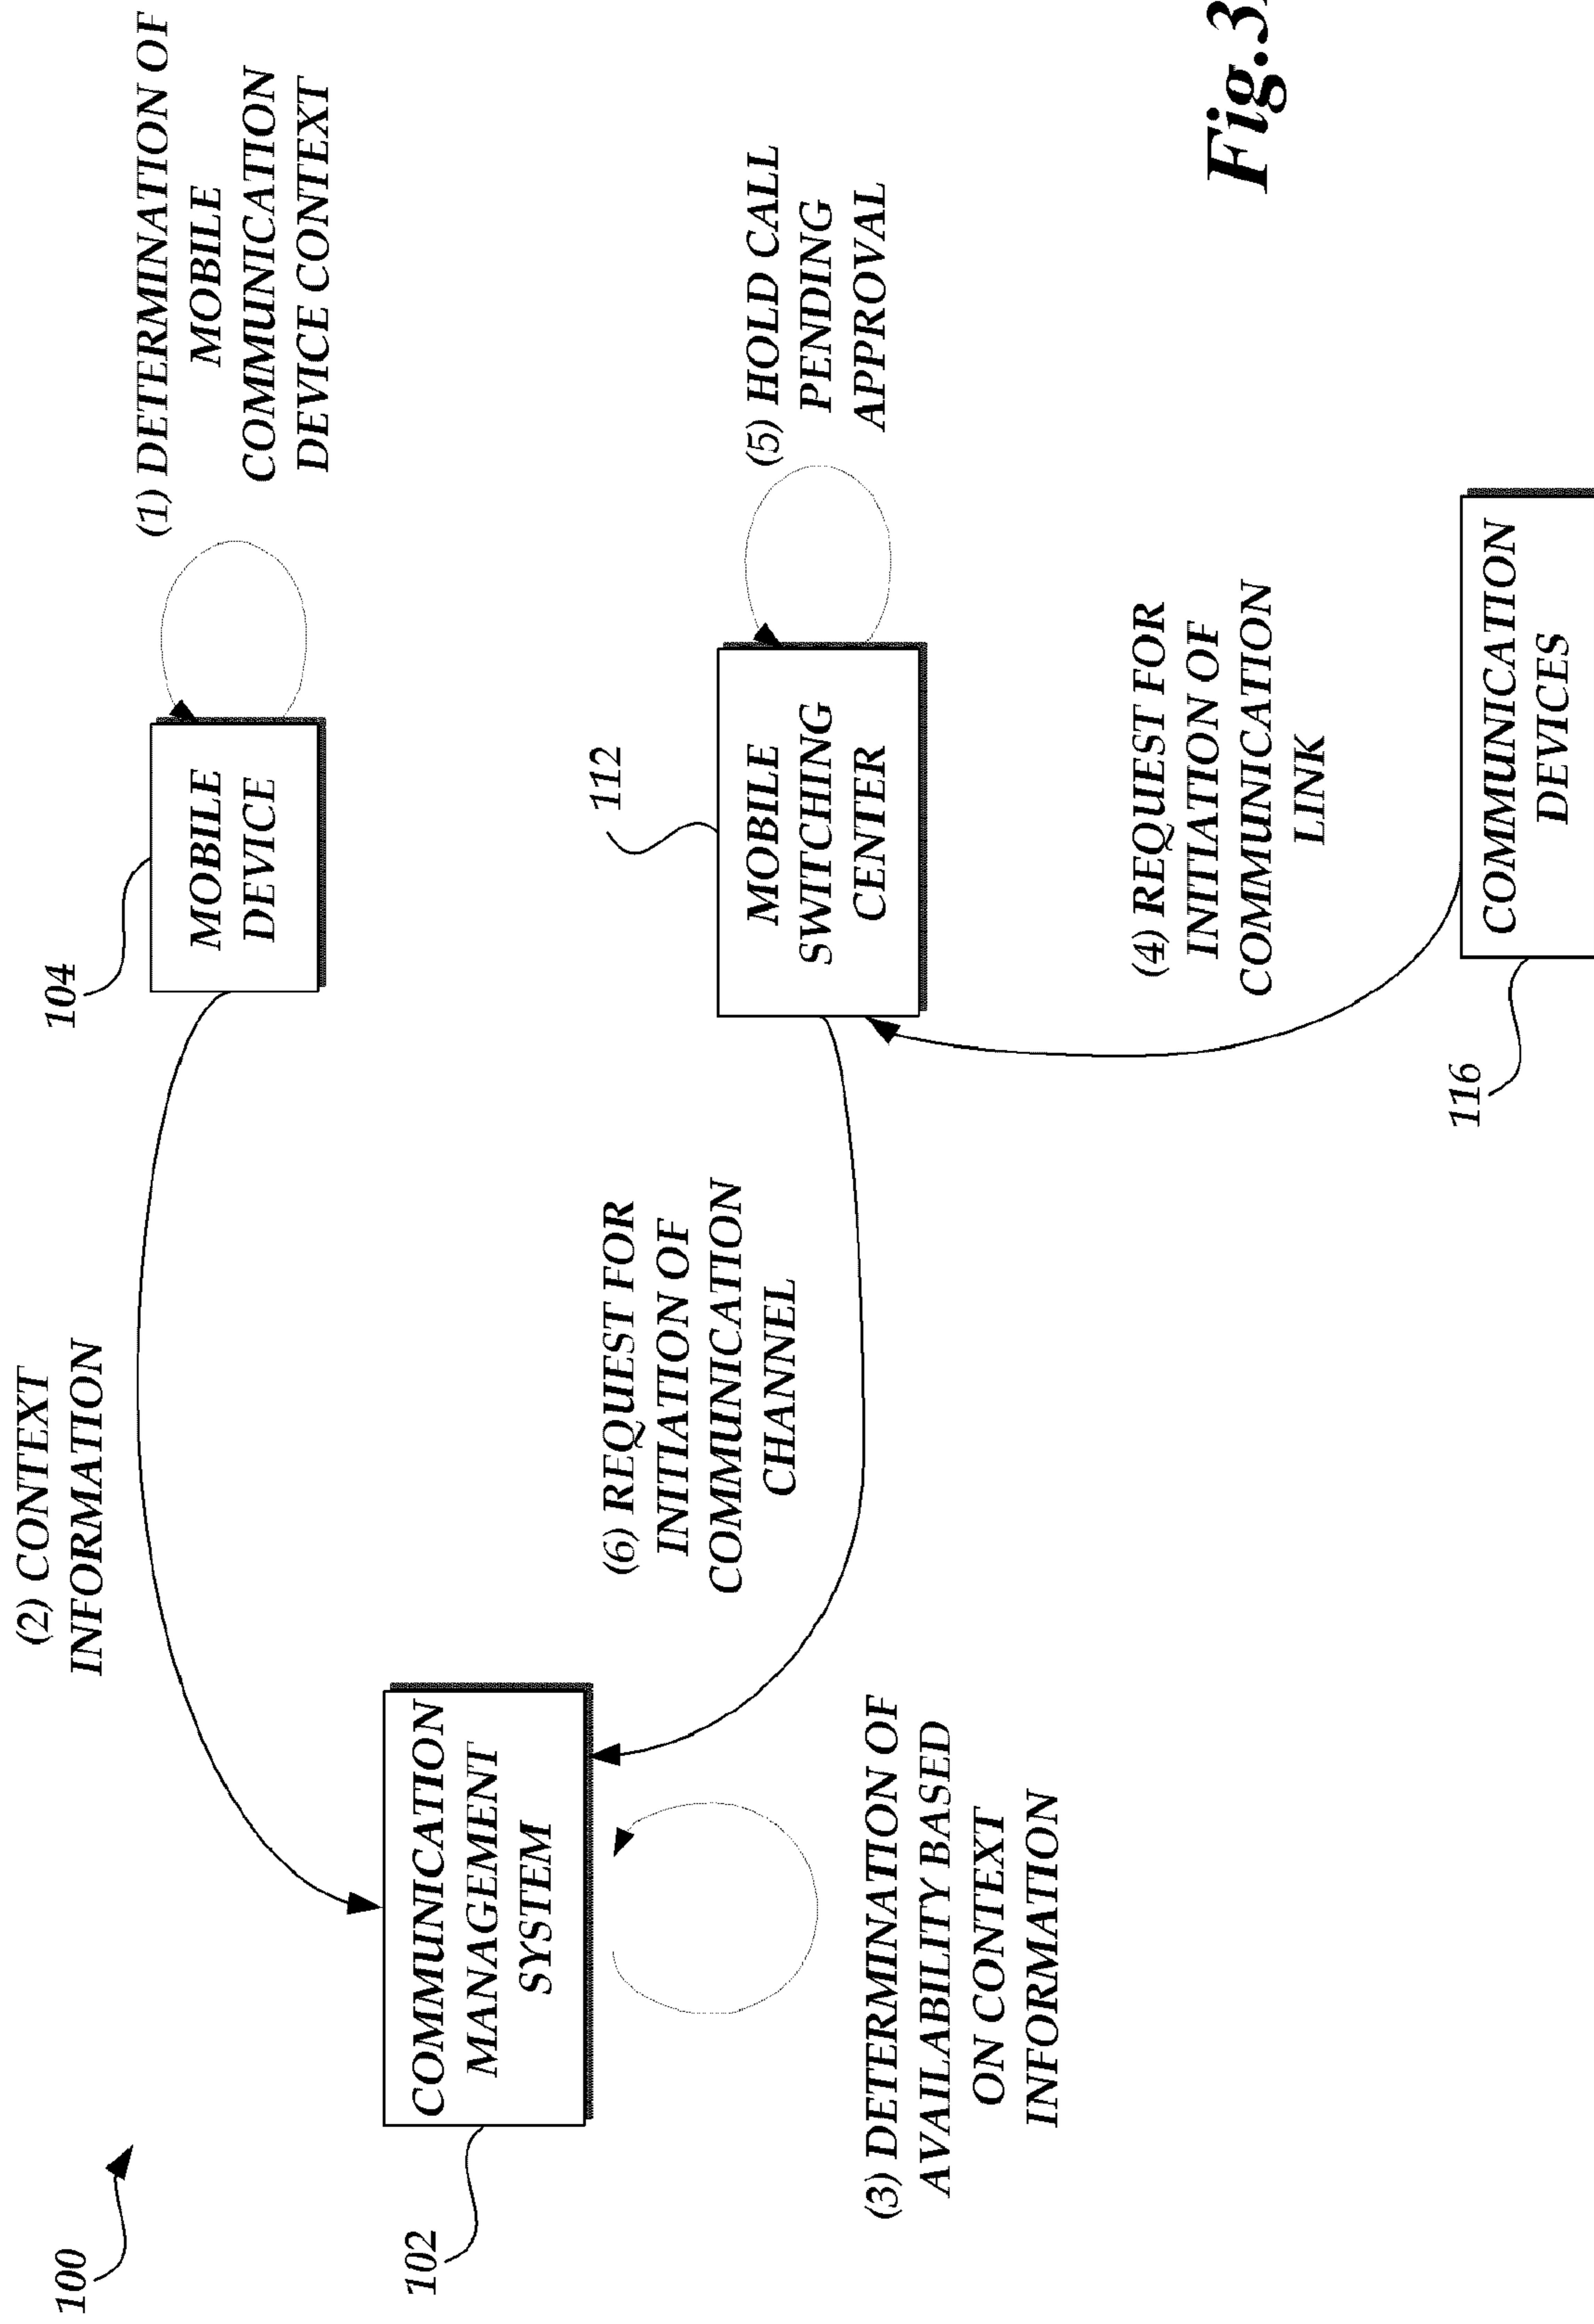 100
(2) CONTEXT
INFORMATION
104
MOBILE
DEVICE
(1) DETERMINATION OF
MOBILE
COMMUNICATION
DEVICE CONTEXT
102
COMMUNICATION
MANAGEMENT
SYSTEM
(6) REQUEST FOR
INITIATION OF
COMMUNICATION
CHANNEL
112
MOBILE
SWITCHING
CENTER
(5) HOLD CALL
PENDING
APPROVAL
(3) DETERMINATION OF
AVAILABILITY BASED
ON CONTEXT
INFORMATION
(4) REQUEST FOR
INITIATION OF
COMMUNICATION
LINK
116
COMMUNICATION
DEVICES
Fig.3